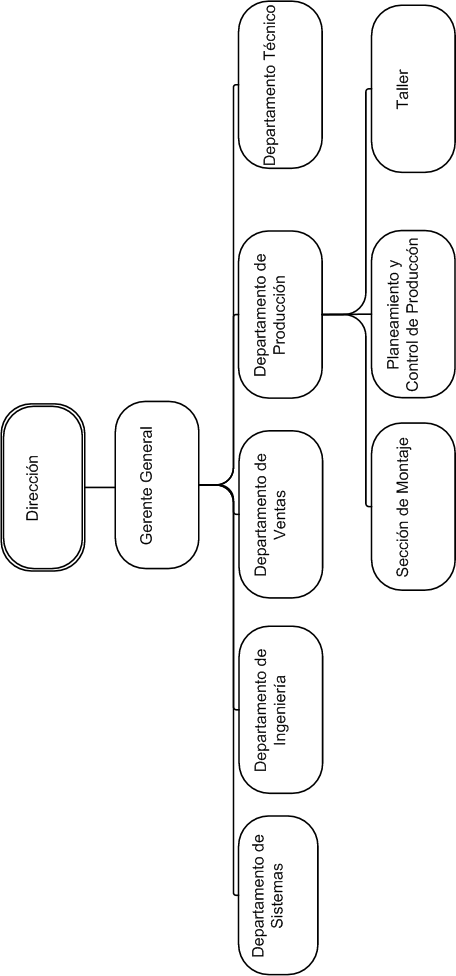 Dirección
Gerente General
Departamento de
Sistemas
Departamento de
Ingeniería
Departamento de
Ventas
Departamento de
Producción
Departamento Técnico
Sección de Montaje
Planeamiento y
Control de Produccón
Taller